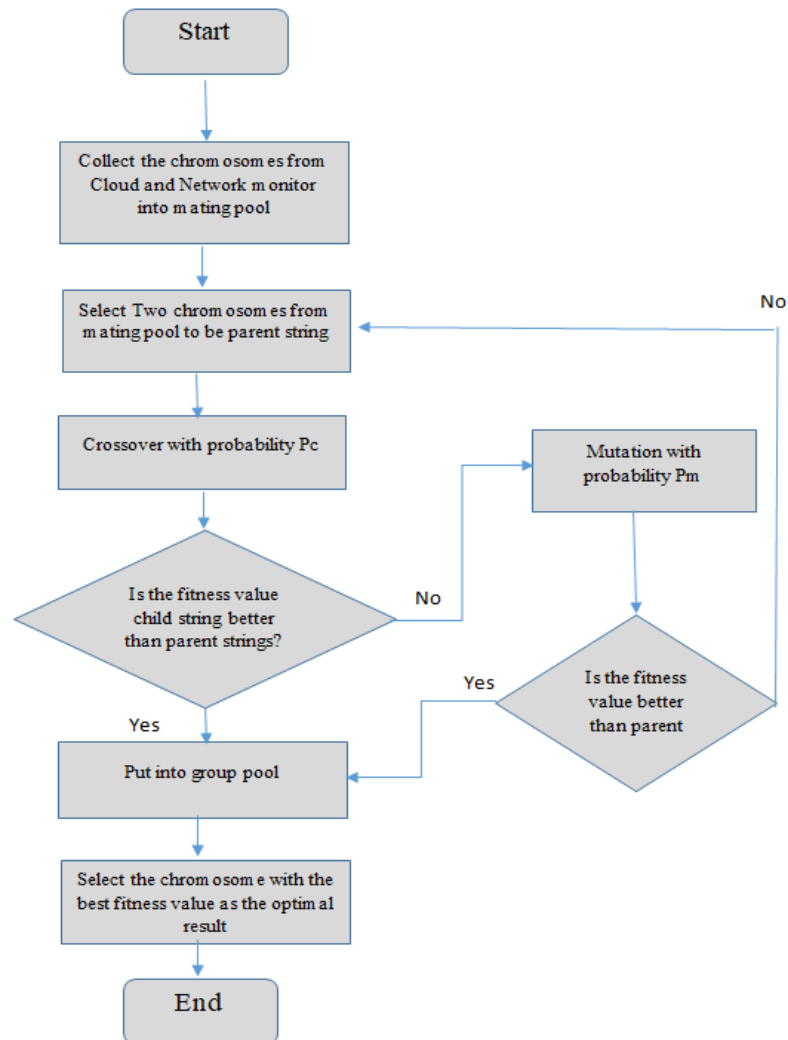 Start
Collect the chromosomes from
Cloud and Network monitor
into mating pool
Select Two chromosomes from
mating pool to be parent string
No
Crossover with probability Pc
Mutation with
probability Pm
Is the fitness value
child string better
than parent strings?
No
Is the fitness
value better
than parent
Yes
Yes
Put into group pool
Select the chromosome with the
best fitness value as the optimal
result
End